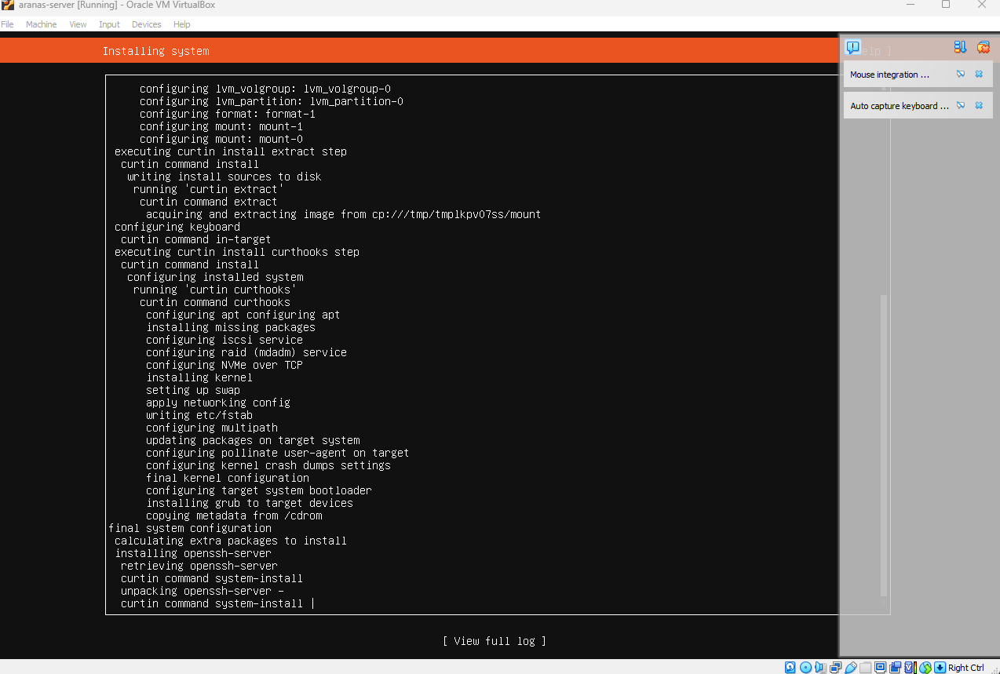 aranas-server [Running] - Oracle VM VirtualBox
File Machine View Input Devices Help
Installing system
elp ]
Mouse integration ...
Auto capture keyboard ...
configuring lvm_volgroup: lvm_volgroup-0
configuring lvm_partition: lvm_partition-0
configuring format: format-1
configuring mount: mount-1
configuring mount: mount-0
executing curtin install extract step
curtin command install
writing install sources to disk
running 'curtin extract'
curtin command extract
acquiring and extracting image from cp:///tmp/tmplkpv07ss/mount
configuring keyboard
curtin command in-target
executing curtin install curthooks step
curtin command install
configuring installed system
running 'curtin curthooks'
curtin command curthooks
configuring apt configuring apt
installing missing packages
configuring iscsi service
configuring raid (mdadm) service
configuring NVMe over TCP
installing kernel
setting up swap
apply networking config
writing etc/fstab
configuring multipath
updating packages on target system
configuring pollinate user-agent on target
configuring kernel crash dumps settings
final kernel configuration
configuring target system bootloader
installing grub to target devices
copying metadata from /cdrom
final system configuration
calculating extra packages to install
installing openssh-server
retrieving openssh-server
curtin command system-install
unpacking openssh-server -
curtin command system-install |
[ View full log ]
Right Ctrl